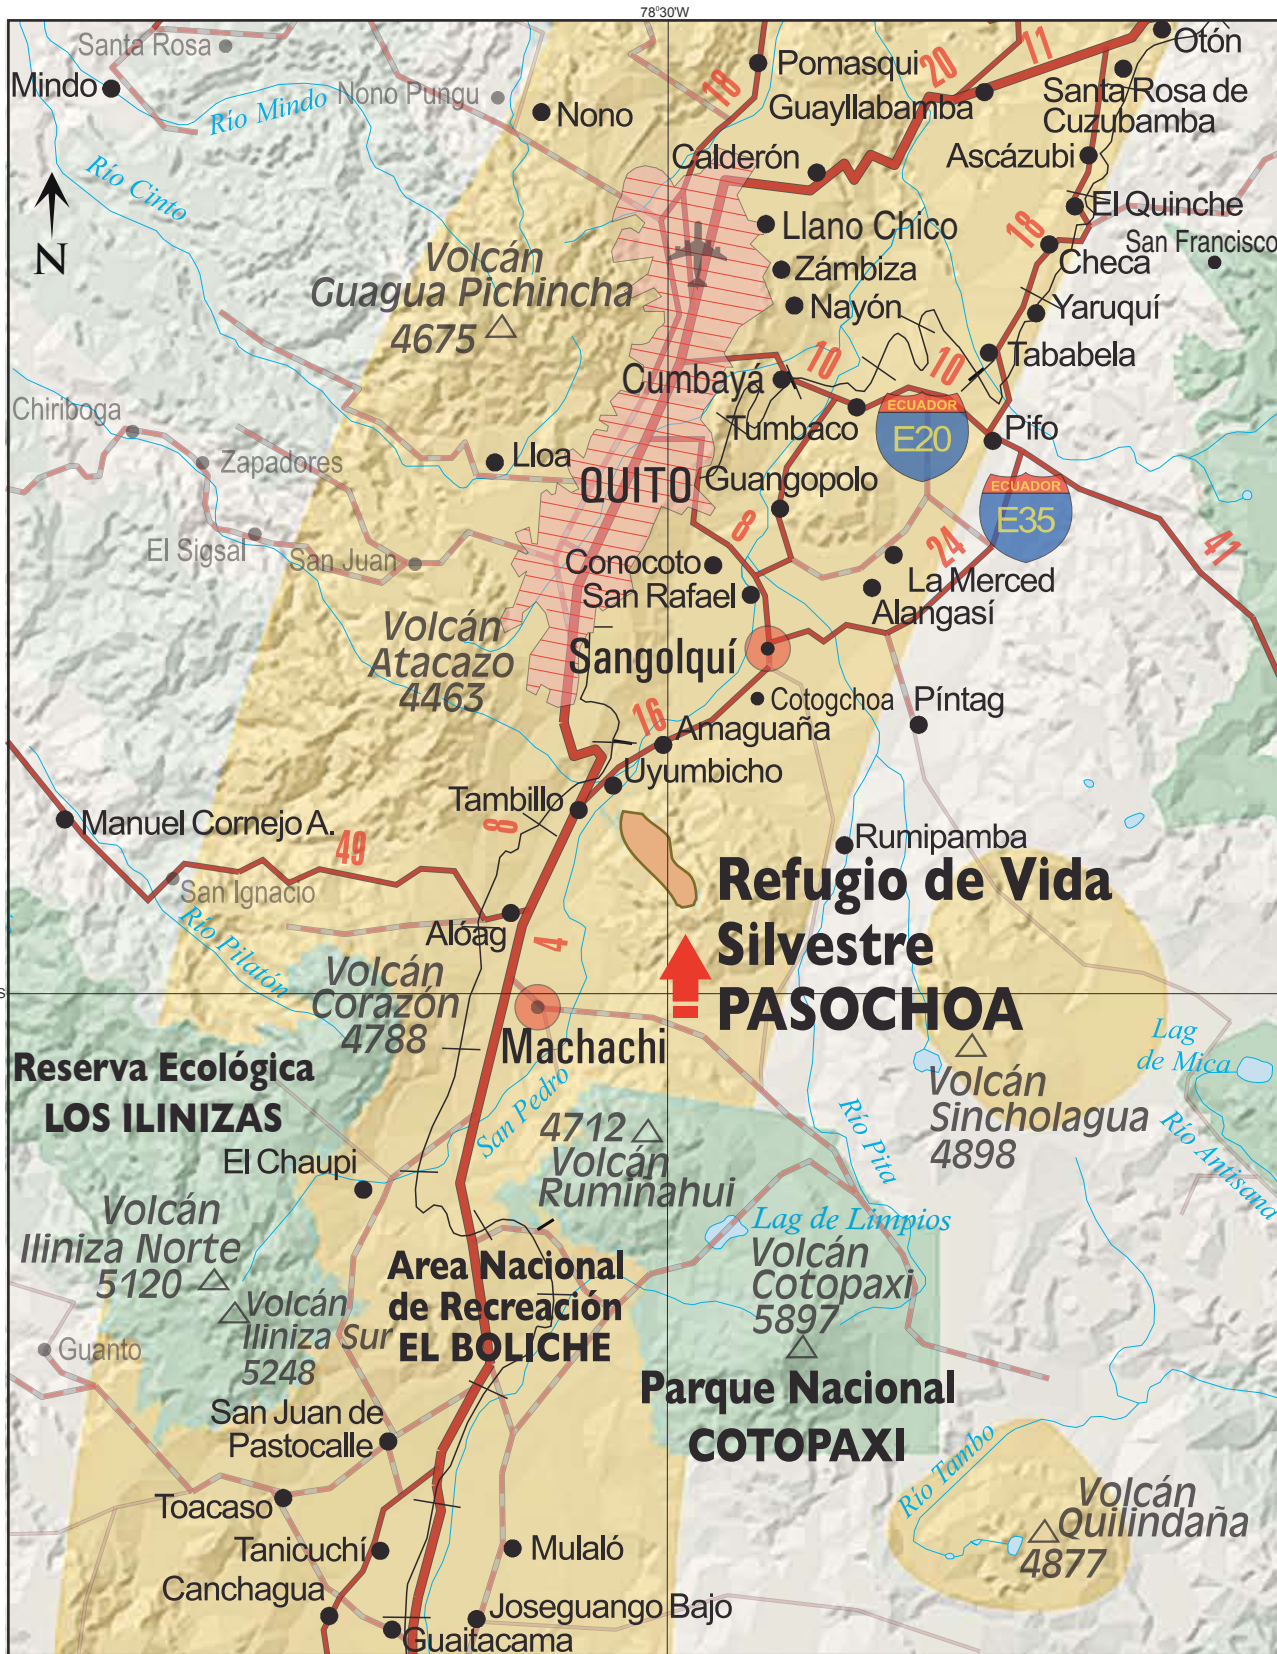 78°30'W
Santa Rosa
Mindo
Río Mindo
Nono Pungu
Nono
Río Cinto
N
19
Pomasqui
20
11
Otón
Guayllabamba
Santa Rosa de
Cuzubamba
Calderón
Ascázubi
El Quinche
Llano Chico
18
San Francisco
Checa
Zámbiza
Nayón
Yaruquí
Volcán
Guagua Pichincha
4675
10
10
Tababela
Cumbayá
Chiriboga
Tumbaco
ECUADOR
E20
Pifo
Zapadores
Lloa
QUITO
Guangopolo
ECUADOR
E35
El Sigsal
San Juan
8
24
41
Conocoto
La Merced
San Rafael
Alangasí
Volcán
Atacazo
4463
Sangolquí
Cotogchoa
Píntag
16
Amaguaña
Uyumbicho
Tambillo
8
Manuel Cornejo A.
49
Rumipamba
San Ignacio
Río Pilatón
Alóag
4
Refugio de Vida
Silvestre
PASOCHOA
Volcán
Corazón
4788
S
Machachi
Reserva Ecológica
LOS ILINIZAS
San Pedro
Lag
de Mica
Volcán
Sincholagua
4898
Río Pita
Río Antisana
4712
Volcán
Rumiñahui
El Chaupi
Volcán
Iliniza Norte
5120
Lag de Limpios
Area Nacional
de Recreación
EL BOLICHE
Volcán
Cotopaxi
5897
Volcán
Iliniza Sur
5248
Guanto
Parque Nacional
COTOPAXI
San Juan de
Pastocalle
Río Tambo
Toacaso
Volcán
Quilindaña
4877
Tanicuchí
Mulaló
Canchagua
Joseguango Bajo
Guaitacama